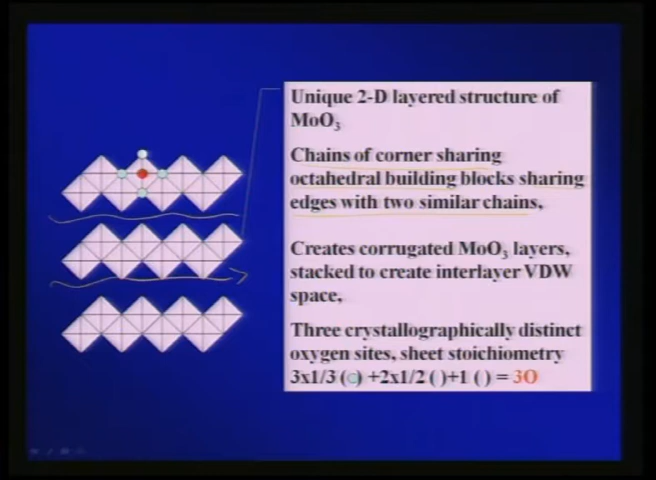 Unique 2-D layered structure of
MoO3
Chains of corner sharing
octahedral building blocks sharing
edges with two similar chains,
Creates corrugated MoO3 layers,
stacked to create interlayer VDW
space,
Three crystallographically distinct
oxygen sites, sheet stoichiometry
3x1/3 ( ) +2x1/2 ( )+1 ( ) = 3O